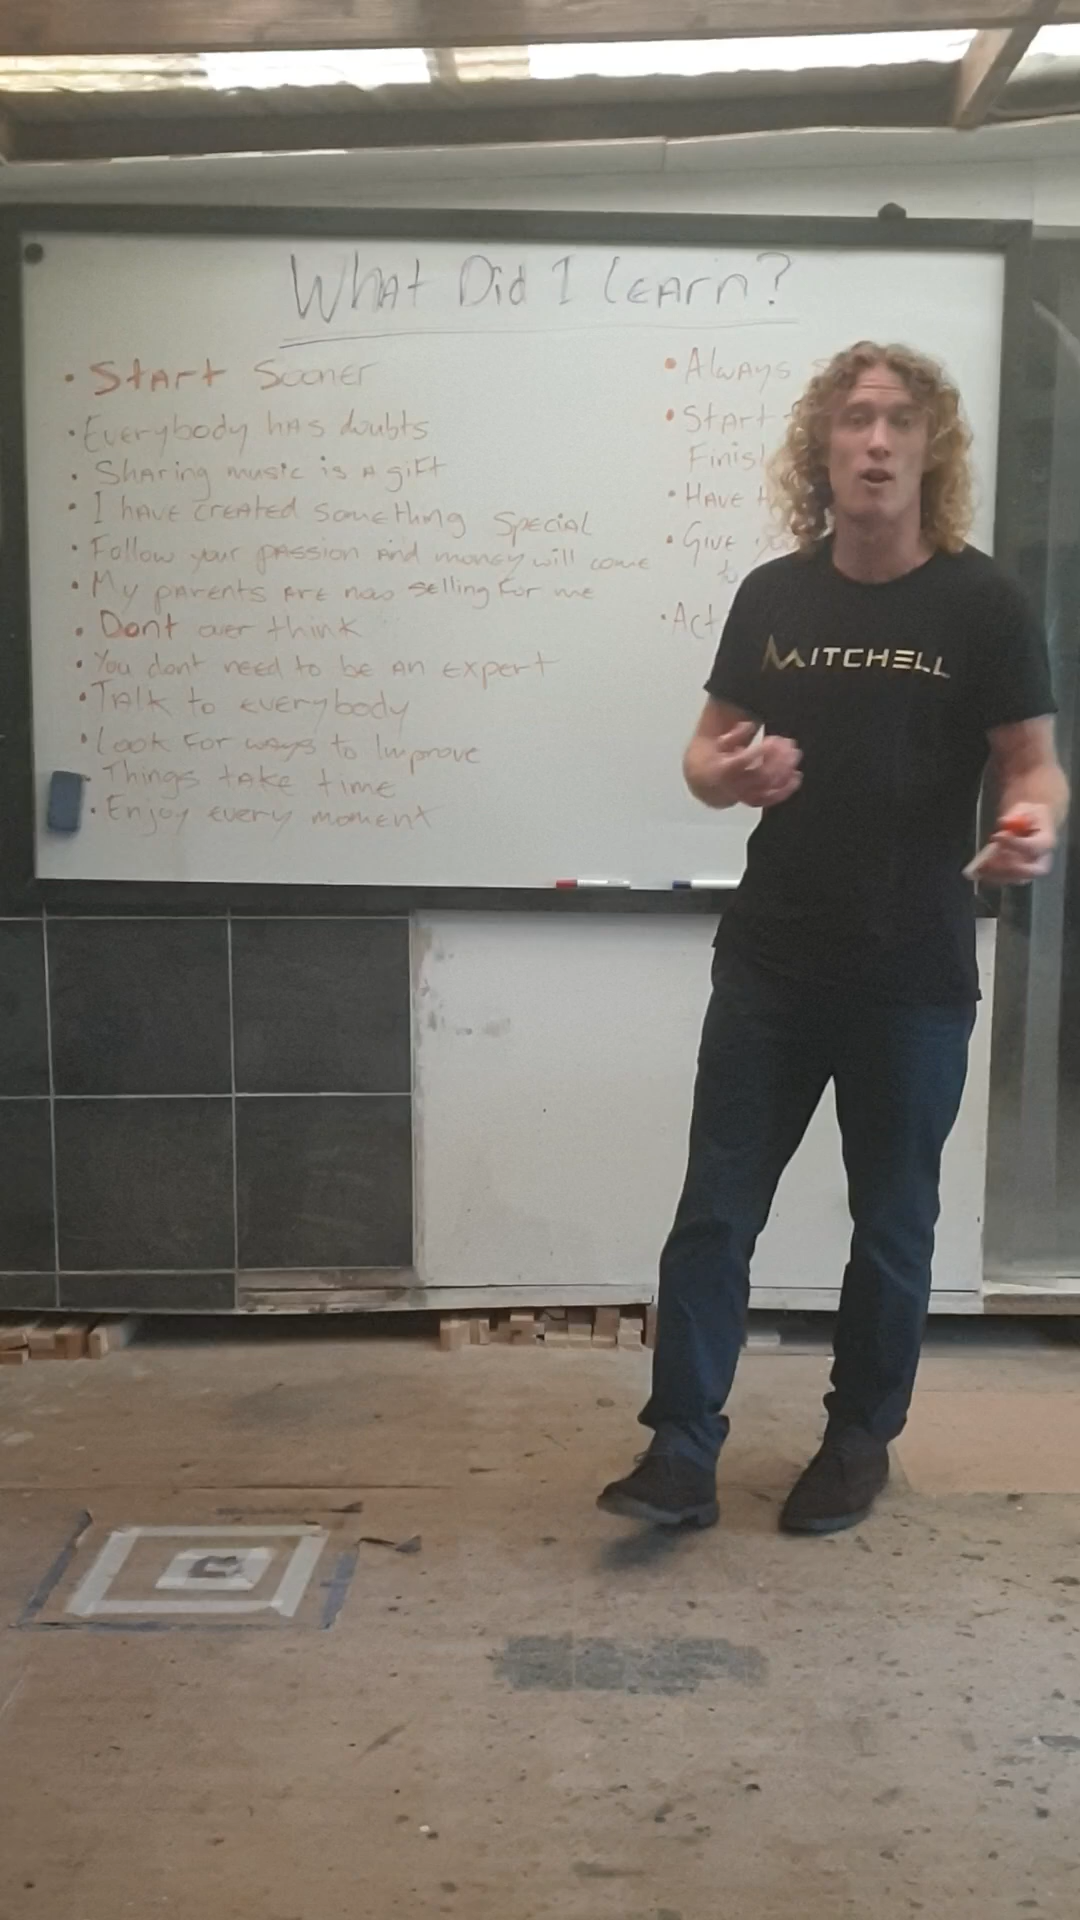 What Did I learn?
• Start Sooner
• Everybody has doubts
• Sharing music is a gift
• I have created something special
• Follow your passion and money will come
• My parents are now selling for me
• Dont over think
• You dont need to be an expert
• Talk to everybody
• Look for ways to Improve
Things take time
• Enjoy every moment
• Always
• Start
Finis
• Have
• Give
to
• Act
MITCHELL